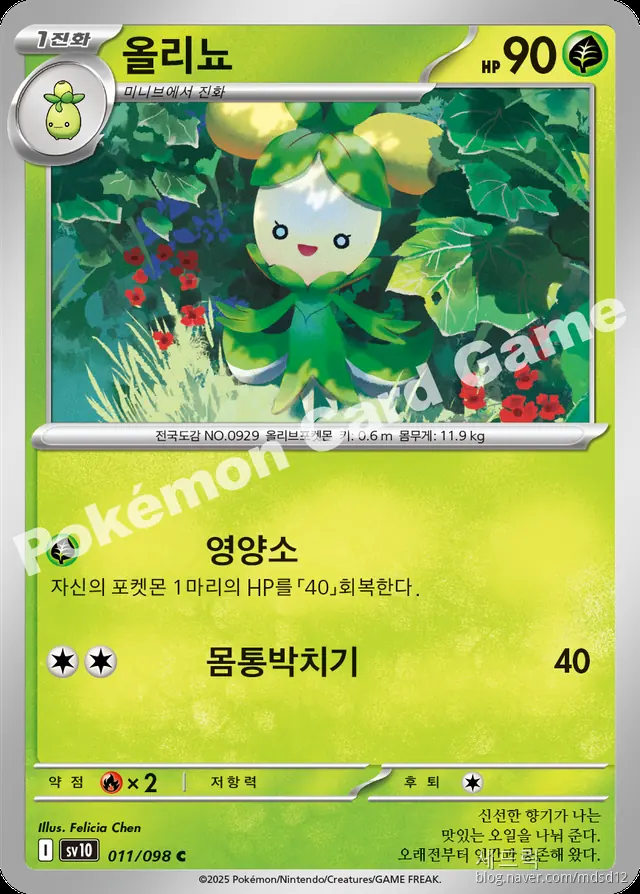 1진화
올리뇨
HP 90
미니브에서 진화
전국도감 NO.0929 올리브포켓몬 키: 0.6 m 몸무게: 11.9 kg
Pokémon Card Game
영양소
자신의 포켓몬 1마리의 HP를 「40」회복한다.
몸통박치기 40
약점 ×2 저항력 후퇴
Illus. Felicia Chen
I sv10 011/098 C
신선한 향기가 나는
맛있는 오일을 나눠 준다.
오래전부터 인간과 공존해 왔다.
©2025 Pokémon/Nintendo/Creatures/GAME FREAK.
blog.naver.com/mdsd12